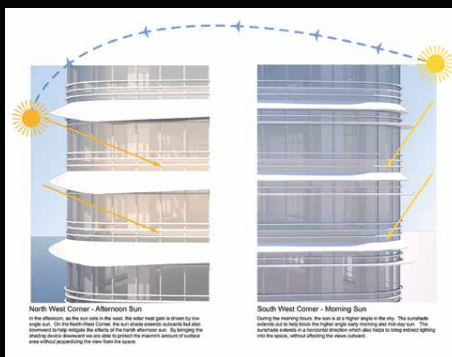 North West Corner - Afternoon Sun
In the afternoon, as the sun sets in the west, the solar heat gain is driven by low
angle sun. On the North-West Corner, the sun shade extends outwards but also
downward to help mitigate the effects of the harsh afternoon sun. By bringing the
shading device downward we are able to protect the maximim amount of surface
area without jeopardizing the view from the space.
South West Corner - Morning Sun
During the morning hours, the sun is at a higher angle in the sky. The sunshade
extends out to help block the higher angle early morning and mid-day sun. The
sunshade extends in a horizontal direction which also helps to bring indirect lighting
into the space, without affecting the views outward.